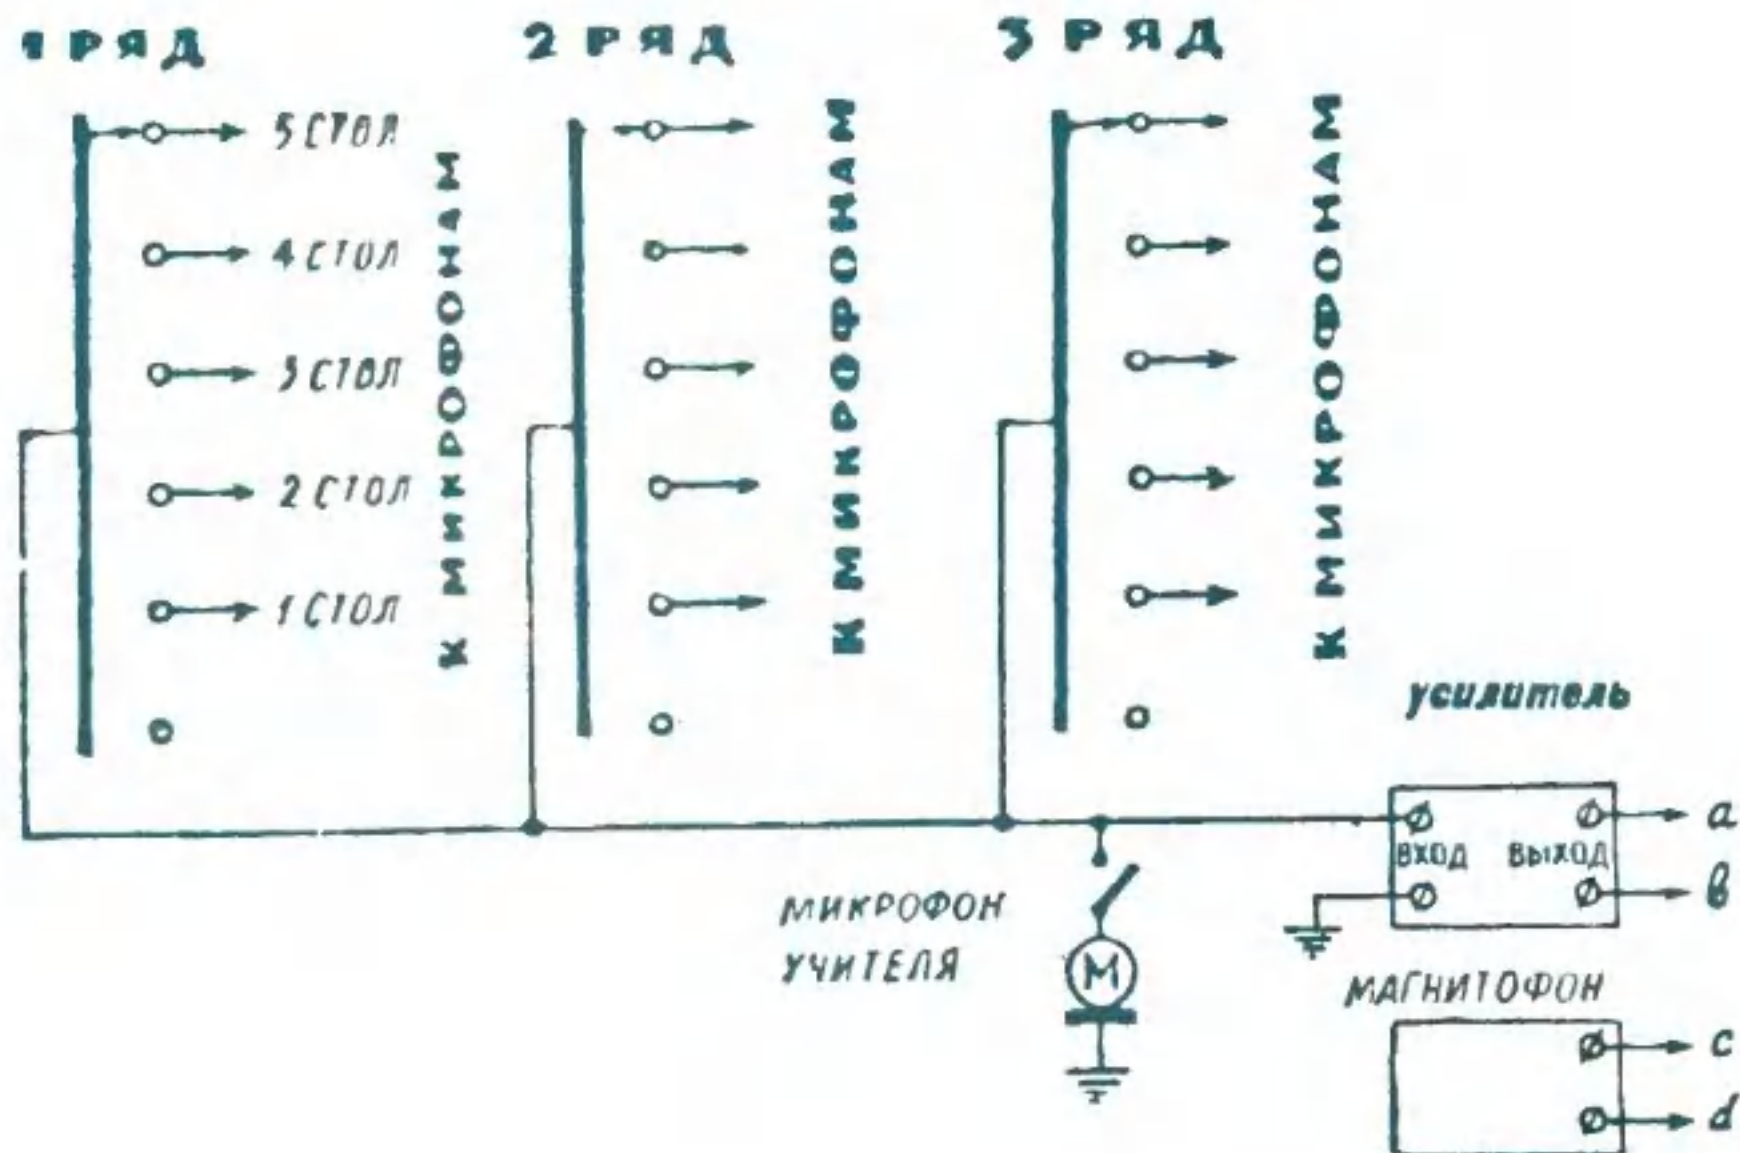 1 РЯД
2 РЯД
3 РЯД
5 СТОЛ
4 СТОЛ
3 СТОЛ
2 СТОЛ
1 СТОЛ
К МИКРОФОНАМ
К МИКРОФОНАМ
К МИКРОФОНАМ
усилитель
ВХОД ВЫХОД
а
в
МИКРОФОН
УЧИТЕЛЯ
М
МАГНИТОФОН
с
d